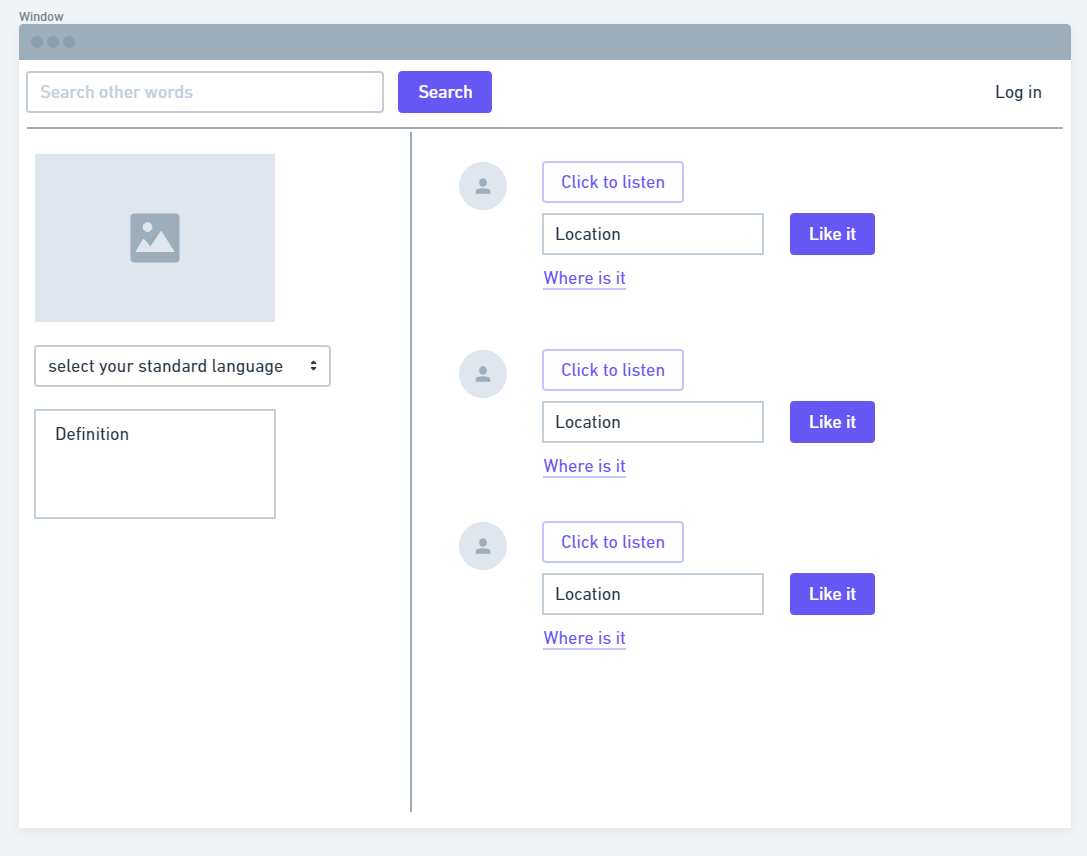 Window
Search other words
Search
Log in
select your standard language
Definition
Click to listen
Location
Like it
Where is it
Click to listen
Location
Like it
Where is it
Click to listen
Location
Like it
Where is it